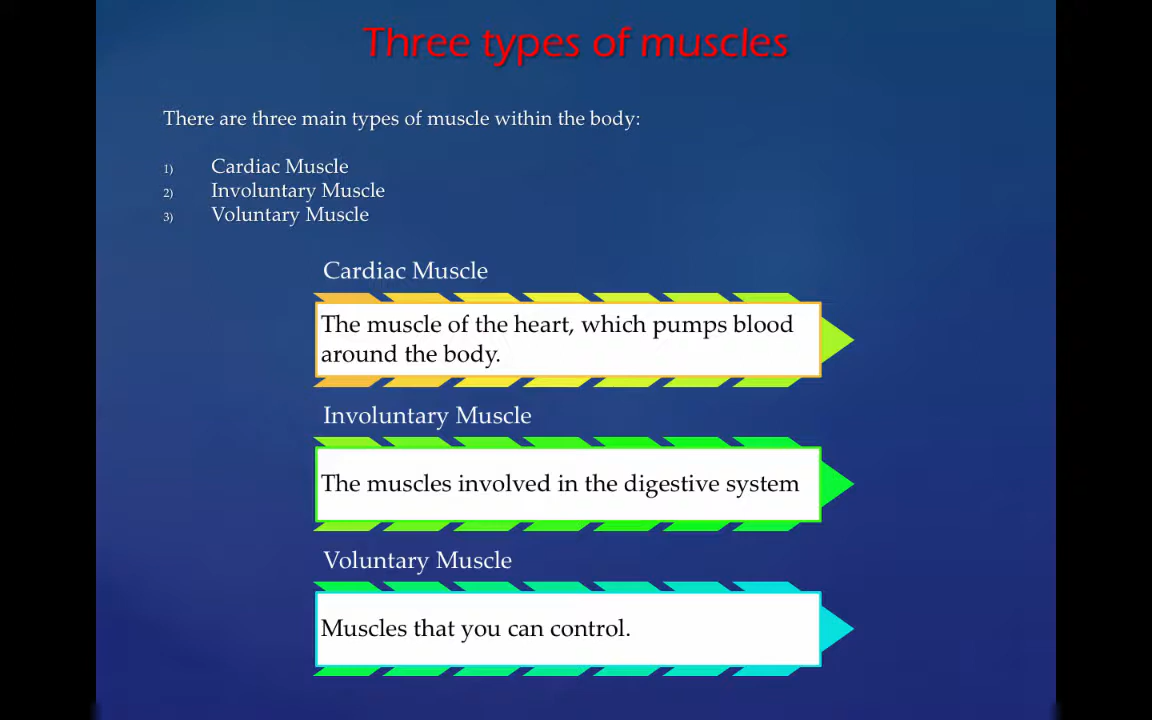 Three types of muscles
There are three main types of muscle within the body:
1) Cardiac Muscle
2) Involuntary Muscle
3) Voluntary Muscle
Cardiac Muscle
The muscle of the heart, which pumps blood
around the body.
Involuntary Muscle
The muscles involved in the digestive system
Voluntary Muscle
Muscles that you can control.